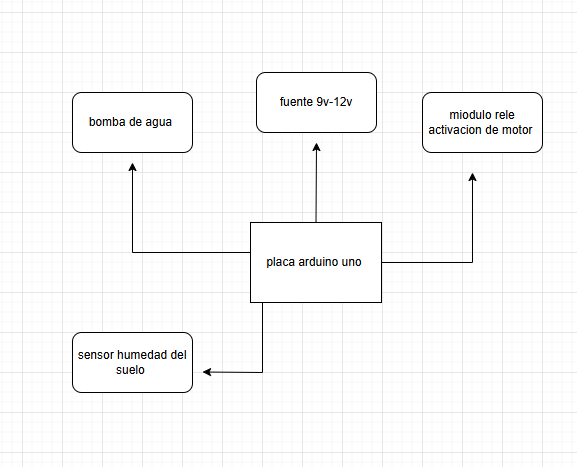 fuente 9v-12v
bomba de agua
miodulo rele
activacion de motor
placa arduino uno
sensor humedad del
suelo